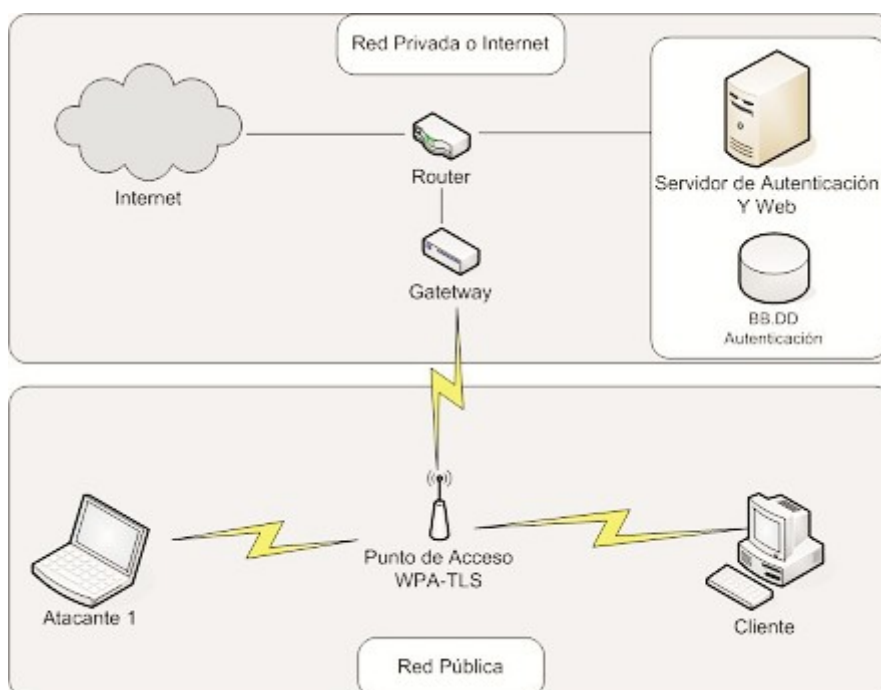 Red Privada o Internet
Internet
Router
Servidor de Autenticación
Y Web
Gatetway
BB.DD
Autenticación
Punto de Acceso
WPA-TLS
Atacante 1
Cliente
Red Pública